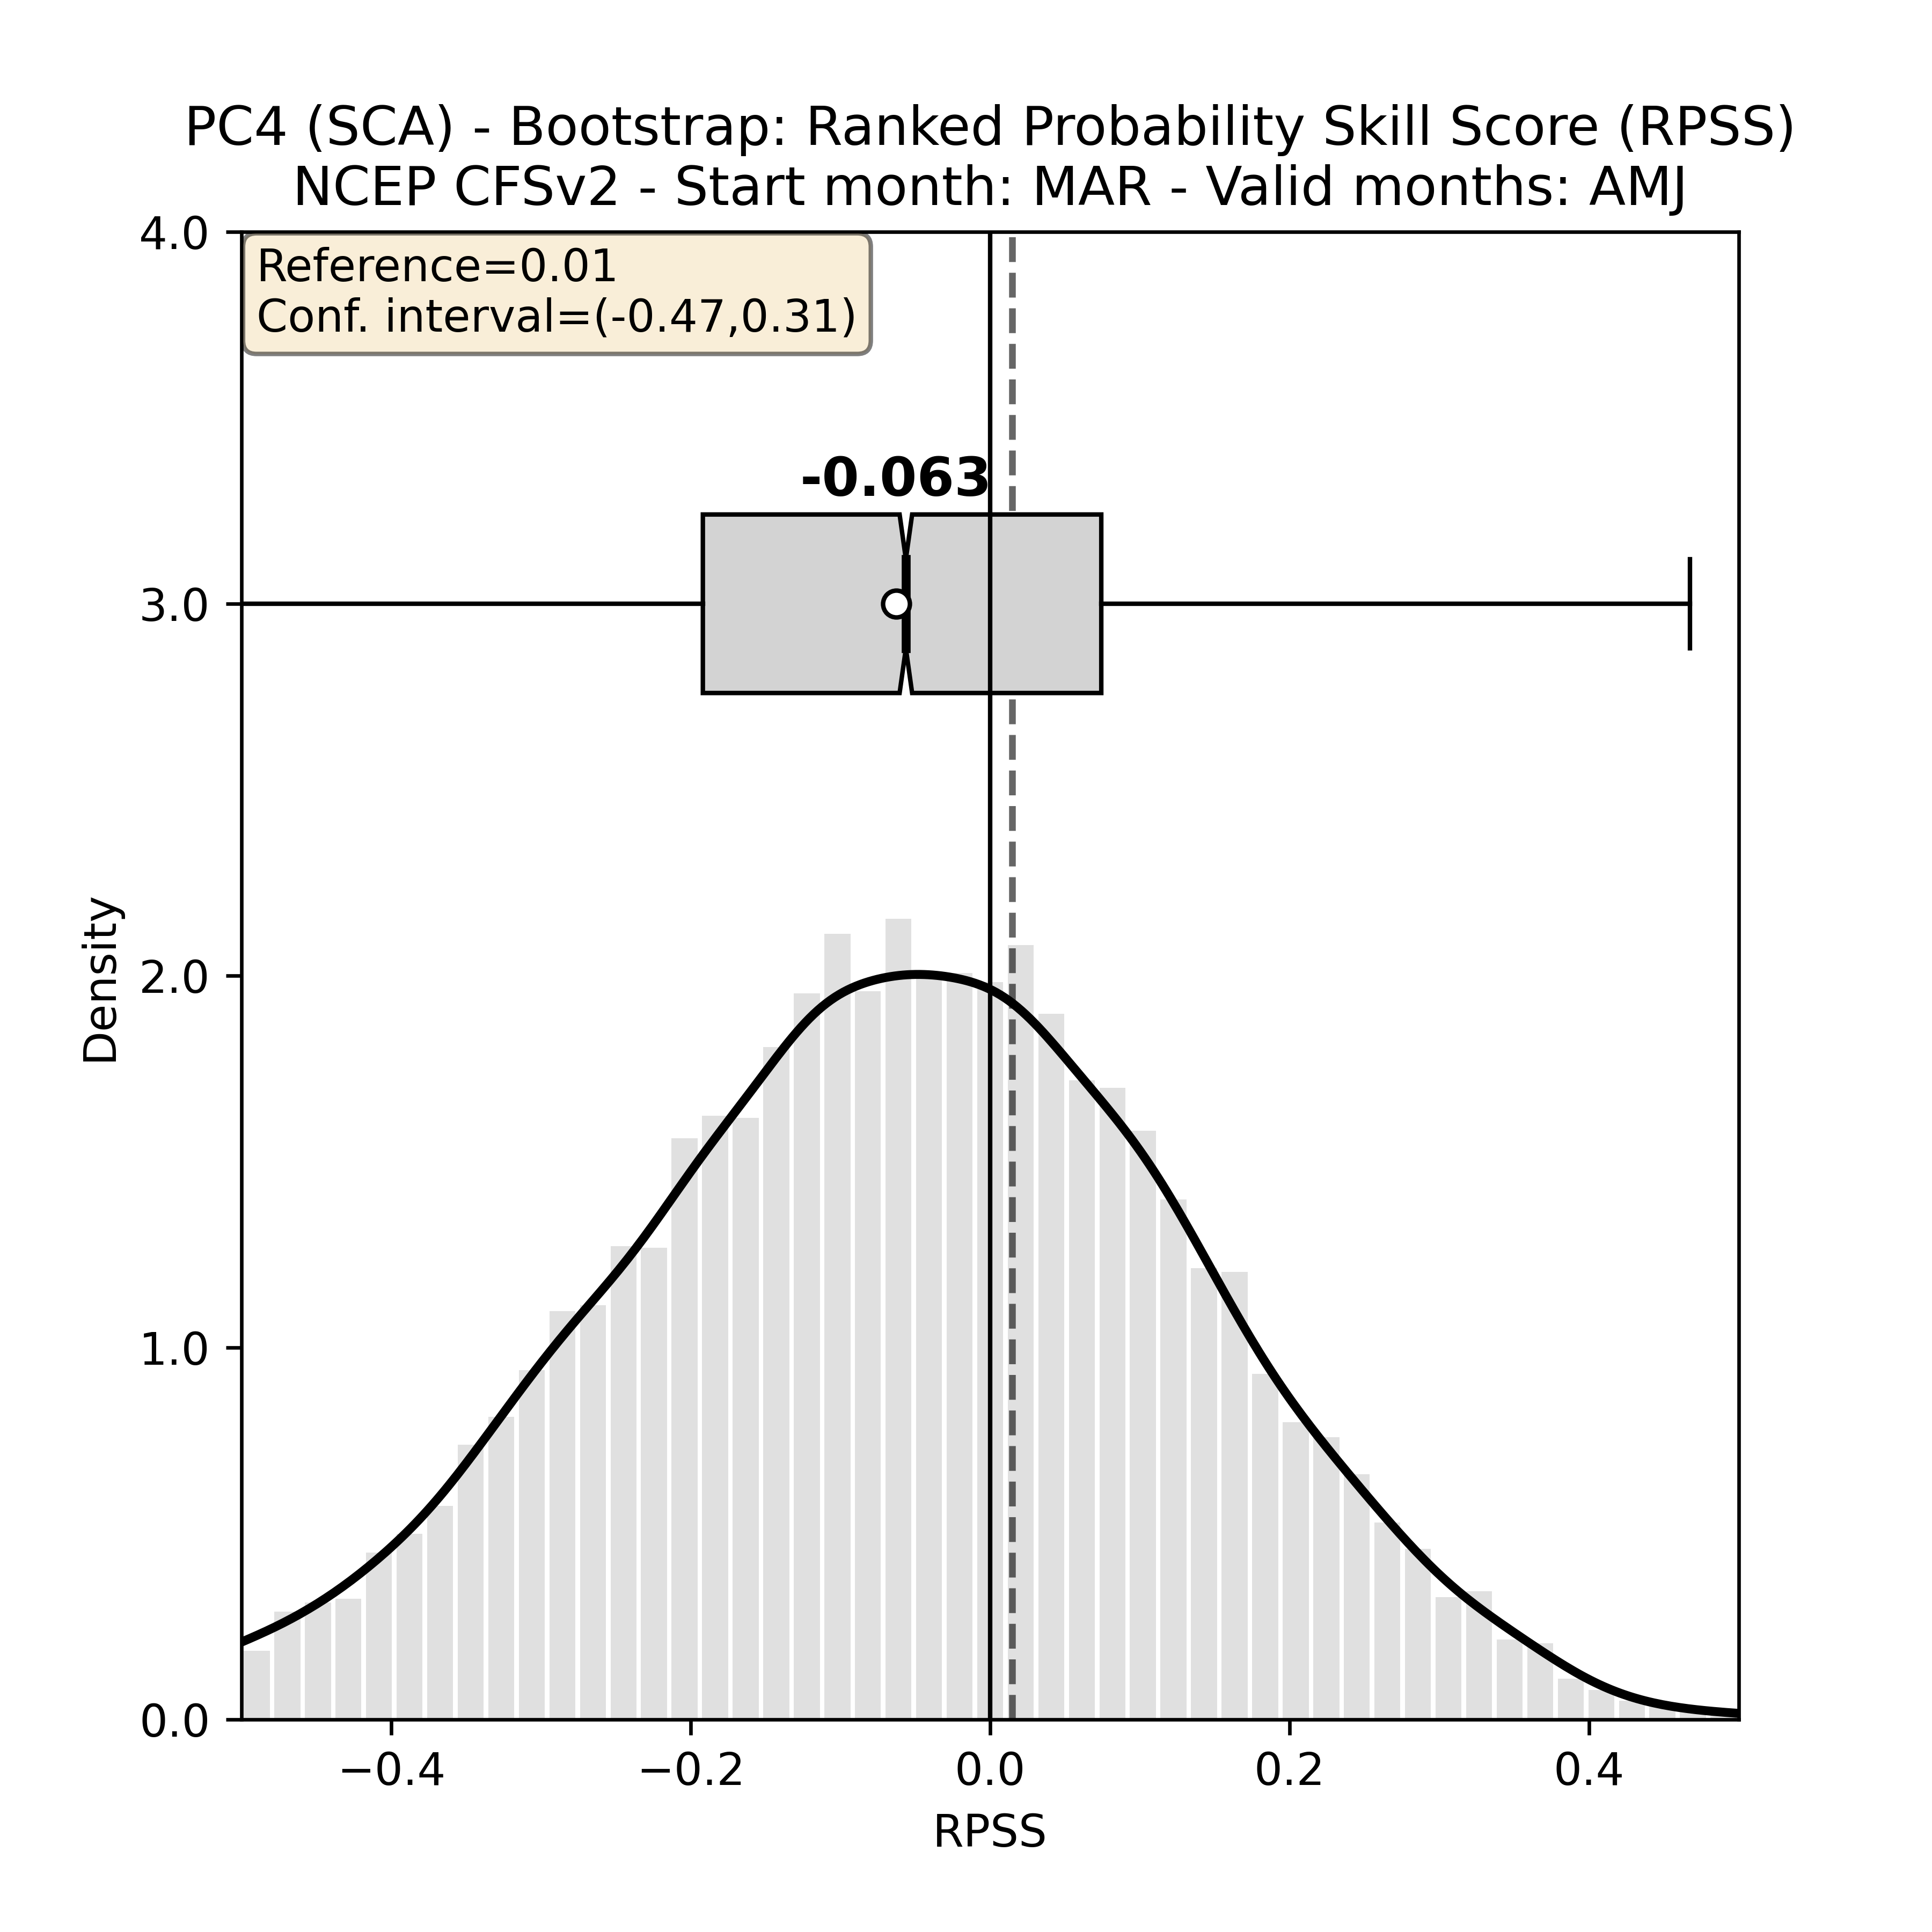 PC4 (SCA) - Bootstrap: Ranked Probability Skill Score (RPSS)
NCEP CFSv2 - Start month: MAR - Valid months: AMJ
4.0
Reference=0.01
Conf. interval=(-0.47,0.31)
-0.063
3.0
2.0
Density
1.0
0.0
−0.4 −0.2 0.0 0.2 0.4
RPSS